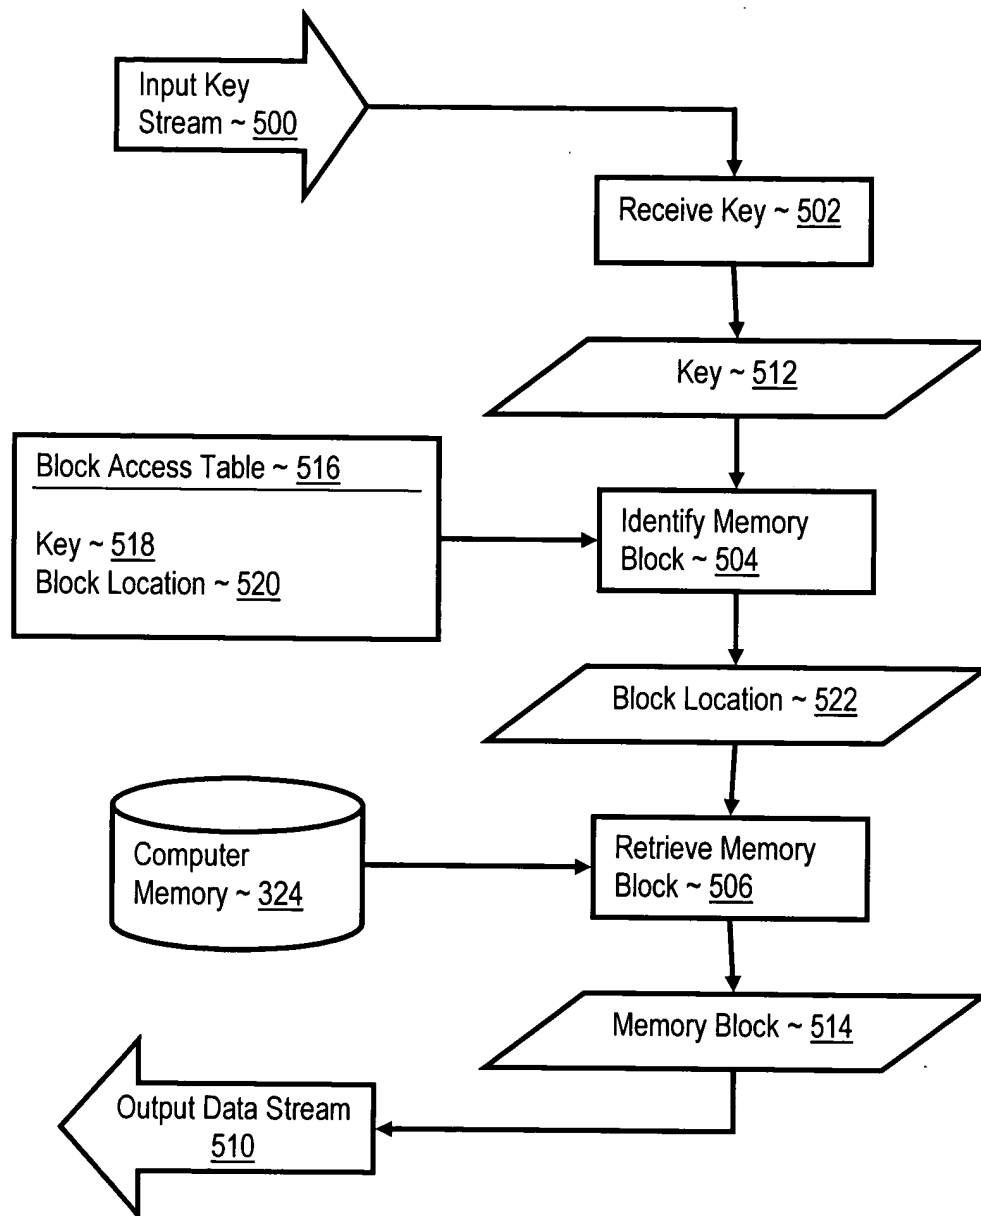 Input Key
Stream ~ 500
Receive Key ~ 502
Key ~ 512
Block Access Table ~ 516
Key ~ 518
Block Location ~ 520
Identify Memory
Block ~ 504
Block Location ~ 522
Computer
Memory ~ 324
Retrieve Memory
Block ~ 506
Memory Block ~ 514
Output Data Stream
510